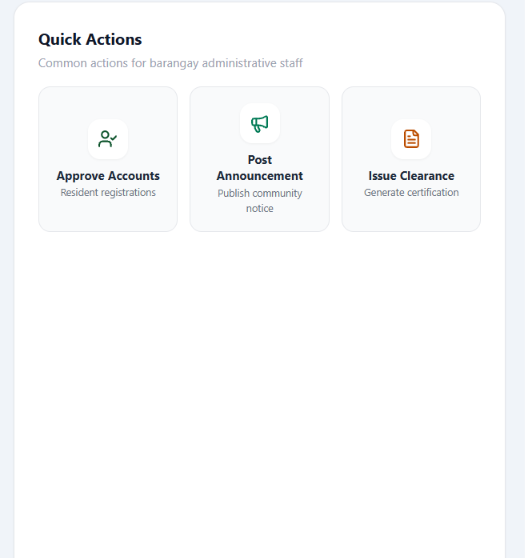 Quick Actions
Common actions for barangay administrative staff
Approve Accounts
Resident registrations
Post
Announcement
Publish community
notice
Issue Clearance
Generate certification